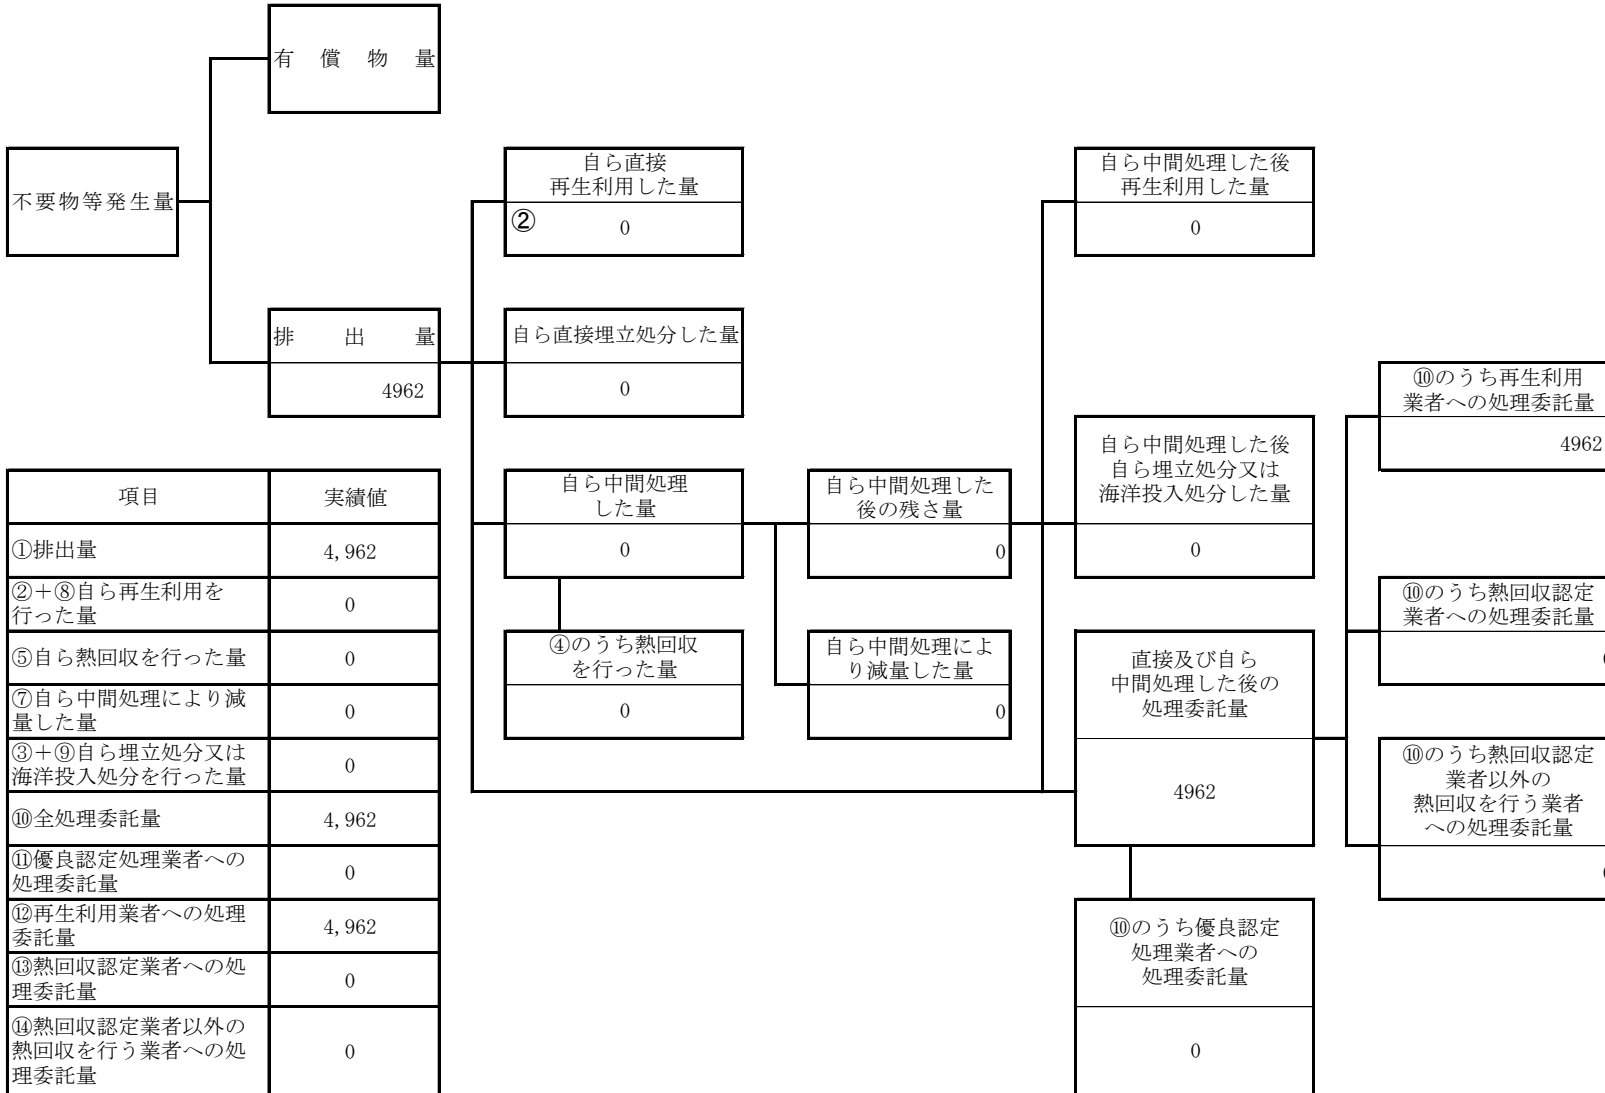 有償物量
不要物等発生量
排出量
4962
自ら直接
再生利用した量
②
0
自ら直接埋立処分した量
0
自ら中間処理
した量
0
④のうち熱回収
を行った量
0
自ら中間処理した
後の残さ量
0
自ら中間処理によ
り減量した量
0
自ら中間処理した後
再生利用した量
0
自ら中間処理した後
自ら埋立処分又は
海洋投入処分した量
0
直接及び自ら
中間処理した後の
処理委託量
4962
⑩のうち優良認定
処理業者への
処理委託量
0
⑩のうち再生利用
業者への処理委託量
4962
⑩のうち熱回収認定
業者への処理委託量
⑩のうち熱回収認定
業者以外の
熱回収を行う業者
への処理委託量
項目 実績値
①排出量 4,962
②＋⑧自ら再生利用を
行った量 0
⑤自ら熱回収を行った量 0
⑦自ら中間処理により減
量した量 0
③＋⑨自ら埋立処分又は
海洋投入処分を行った量 0
⑩全処理委託量 4,962
⑪優良認定処理業者への
処理委託量 0
⑫再生利用業者への処理
委託量 4,962
⑬熱回収認定業者への処
理委託量 0
⑭熱回収認定業者以外の
熱回収を行う業者への処
理委託量 0